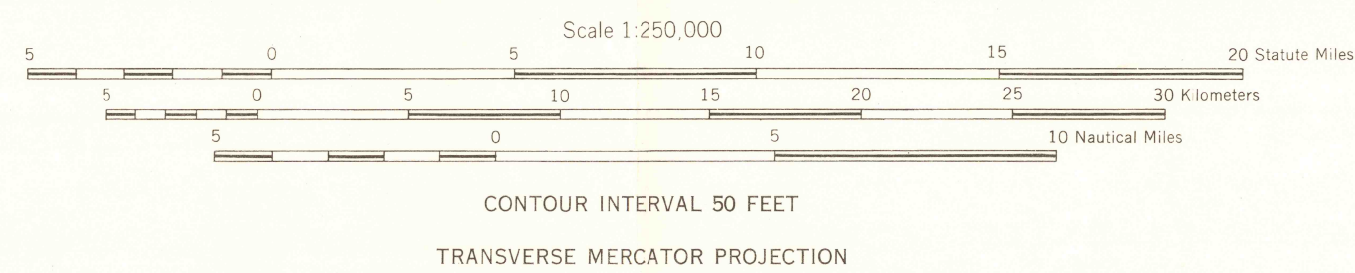 Scale 1:250,000
5 0 5 10 15 20 Statute Miles
5 0 5 10 15 20 25 30 Kilometers
5 0 5 10 Nautical Miles
CONTOUR INTERVAL 50 FEET
TRANSVERSE MERCATOR PROJECTION